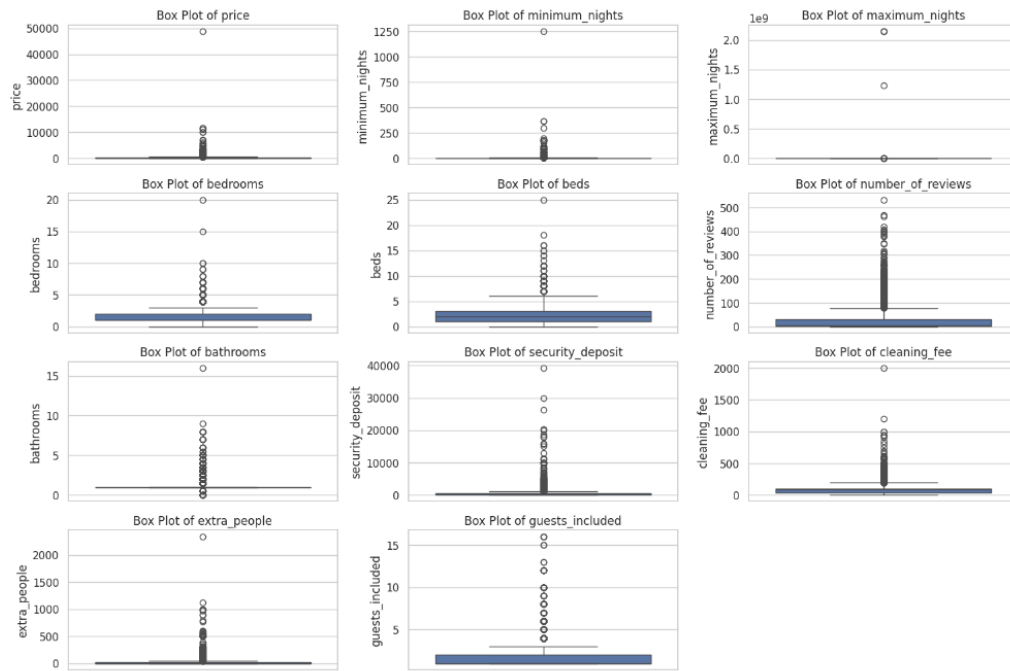 Box Plot of price
50000
40000
30000
20000
10000
0
price
Box Plot of minimum_nights
1250
1000
750
500
250
0
minimum_nights
Box Plot of maximum_nights
1e9
2.0
1.5
1.0
0.5
0.0
maximum_nights
Box Plot of bedrooms
20
15
10
5
0
bedrooms
Box Plot of beds
25
20
15
10
5
0
beds
Box Plot of number_of_reviews
500
400
300
200
100
0
number_of_reviews
Box Plot of bathrooms
15
10
5
0
bathrooms
Box Plot of security_deposit
40000
30000
20000
10000
0
security_deposit
Box Plot of cleaning_fee
2000
1500
1000
500
0
cleaning_fee
Box Plot of extra_people
2000
1500
1000
500
0
extra_people
Box Plot of guests_included
15
10
5
guests_included